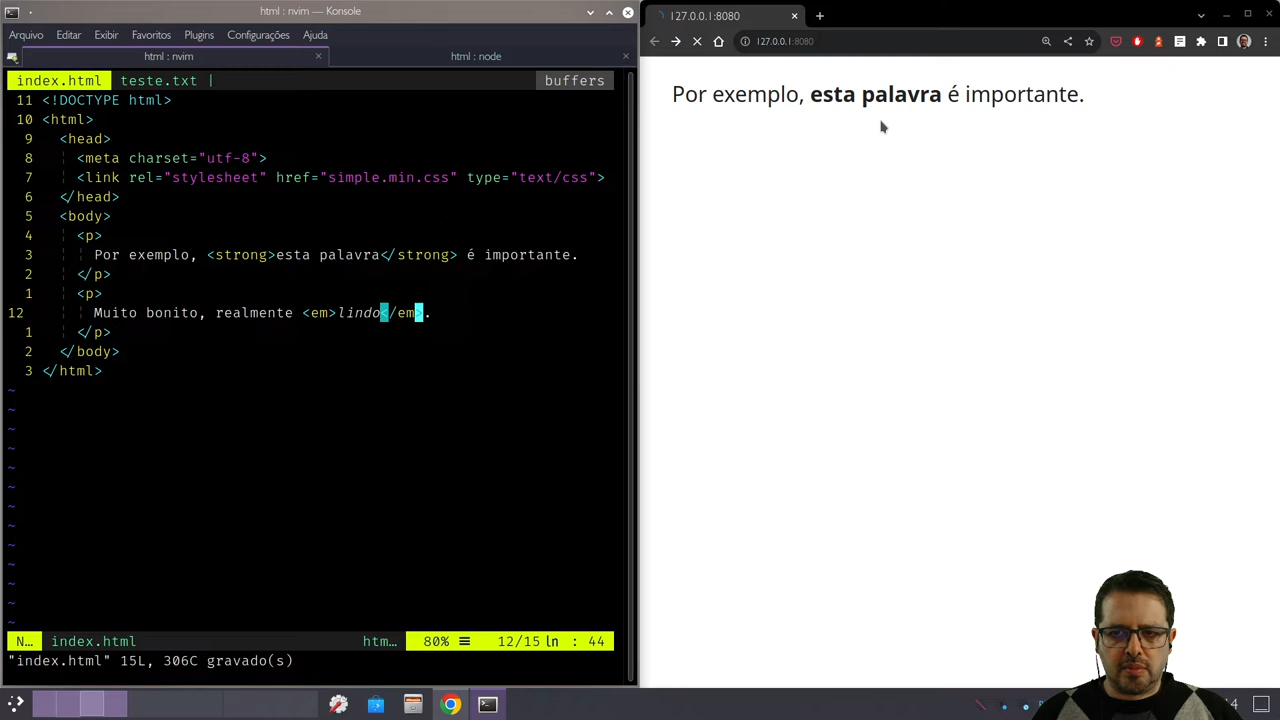 html : nvim — Konsole
Arquivo Editar Exibir Favoritos Plugins Configurações Ajuda
html : nvim
html : node
index.html teste.txt | buffers
11 <!DOCTYPE html>
10 <html>
9 <head>
8 <meta charset="utf-8">
7 <link rel="stylesheet" href="simple.min.css" type="text/css">
6 </head>
5 <body>
4 <p>
3 Por exemplo, <strong>esta palavra</strong> é importante.
2 </p>
1 <p>
12 Muito bonito, realmente <em>lindo</em>.
1 </p>
2 </body>
3 </html>
~
~
~
~
~
~
~
~
~
~
~
~
~
N… index.html htm… 80% ☰ 12/15 ln : 44
"index.html" 15L, 306C gravado(s)
127.0.0.1:8080
127.0.0.1:8080
Por exemplo, esta palavra é importante.